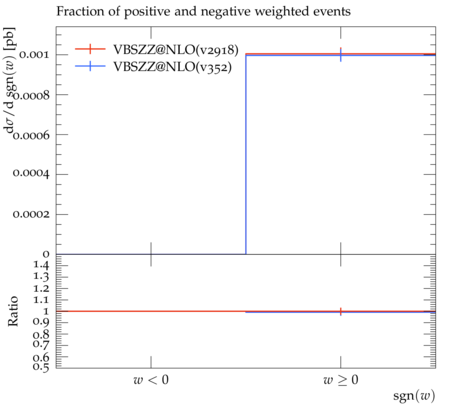 Fraction of positive and negative weighted events
dσ/d sgn(w) [pb]
VBSZZ@NLO(v2918)
VBSZZ@NLO(v352)
0.001
0.0008
0.0006
0.0004
0.0002
0
Ratio
1.4
1.3
1.2
1.1
1
0.9
0.8
0.7
0.6
0.5
w < 0
w ≥ 0
sgn(w)